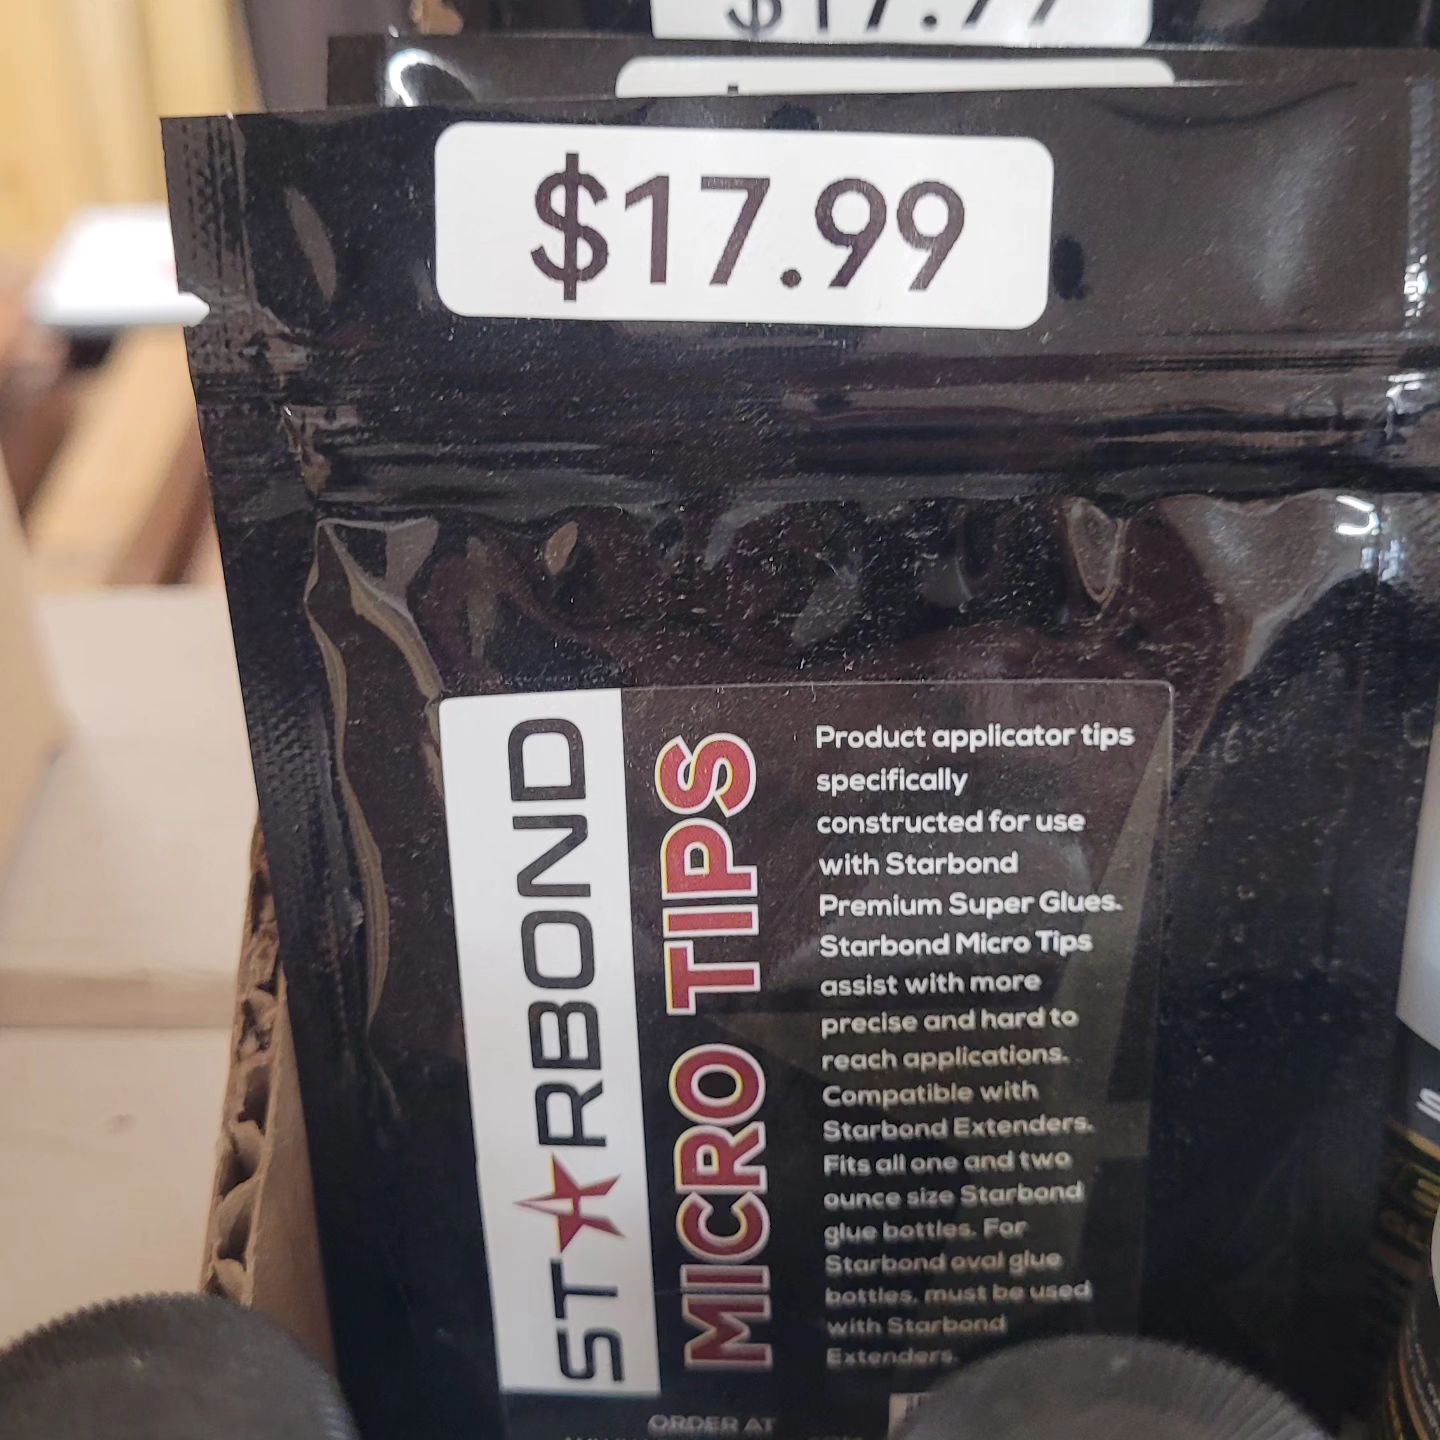 $17.99
$17.99
STARBOND
MICRO TIPS
Product applicator tips
specifically
constructed for use
with Starbond
Premium Super Glues.
Starbond Micro Tips
assist with more
precise and hard to
reach applications.
Compatible with
Starbond Extenders.
Fits all one and two
ounce size Starbond
glue bottles. For
Starbond oval glue
bottles, must be used
with Starbond
Extenders.
ORDER AT